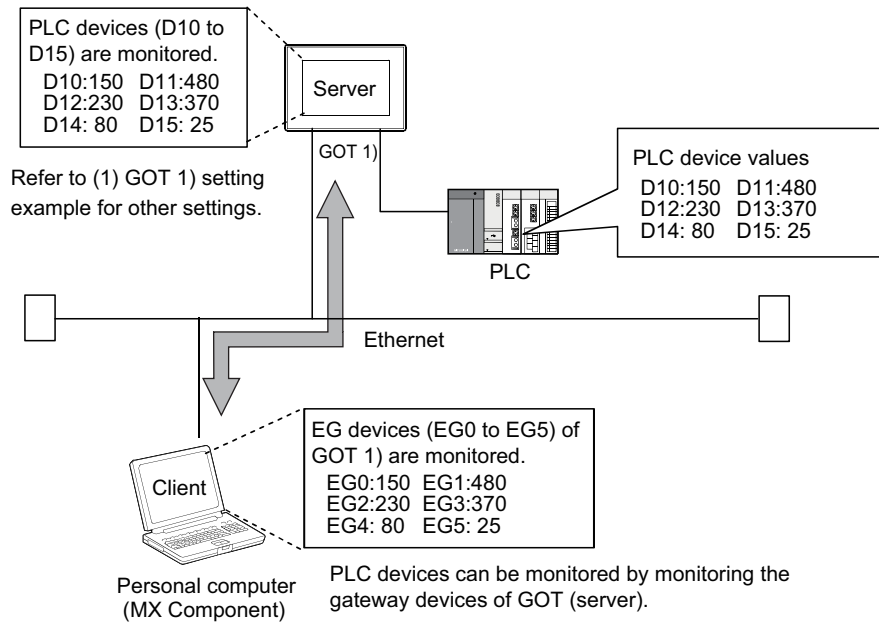 PLC devices (D10 to
D15) are monitored.
D10:150 D11:480
D12:230 D13:370
D14: 80 D15: 25
Server
GOT 1)
Refer to (1) GOT 1) setting
example for other settings.
PLC device values
D10:150 D11:480
D12:230 D13:370
D14: 80 D15: 25
PLC
Ethernet
EG devices (EG0 to EG5) of
GOT 1) are monitored.
EG0:150 EG1:480
EG2:230 EG3:370
EG4: 80 EG5: 25
Client
Personal computer
(MX Component)
PLC devices can be monitored by monitoring the
gateway devices of GOT (server).